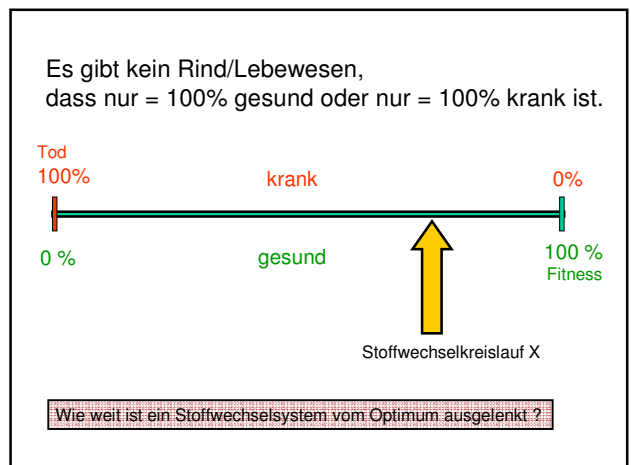 Es gibt kein Rind/Lebewesen,
dass nur = 100% gesund oder nur = 100% krank ist.
Tod
100% krank 0%
0 % gesund 100 %
Fitness
Stoffwechselkreislauf X
Wie weit ist ein Stoffwechselsystem vom Optimum ausgelenkt ?